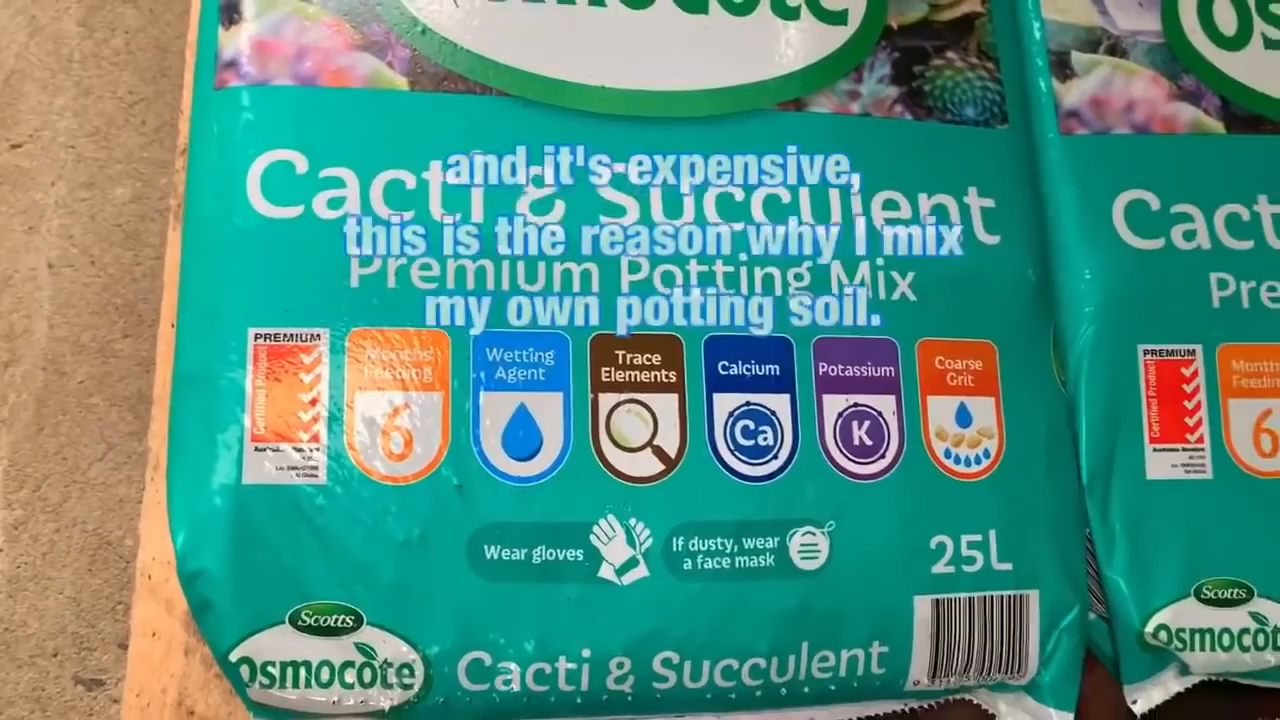 Osmocote
Cacti & Succulent
and it's expensive,
this is the reason why I mix
Premium Potting Mix
my own potting soil.
PREMIUM
Certified Product
Months
Feeding
6
Wetting
Agent
Trace
Elements
Calcium
Ca
Potassium
K
Coarse
Grit
Wear gloves
If dusty, wear
a face mask
25L
Scotts
Osmocote
Cacti & Succulent
Os
Cact
Pre
PREMIUM
Certified Product
Month
Feedin
6
Scotts
Osmocot